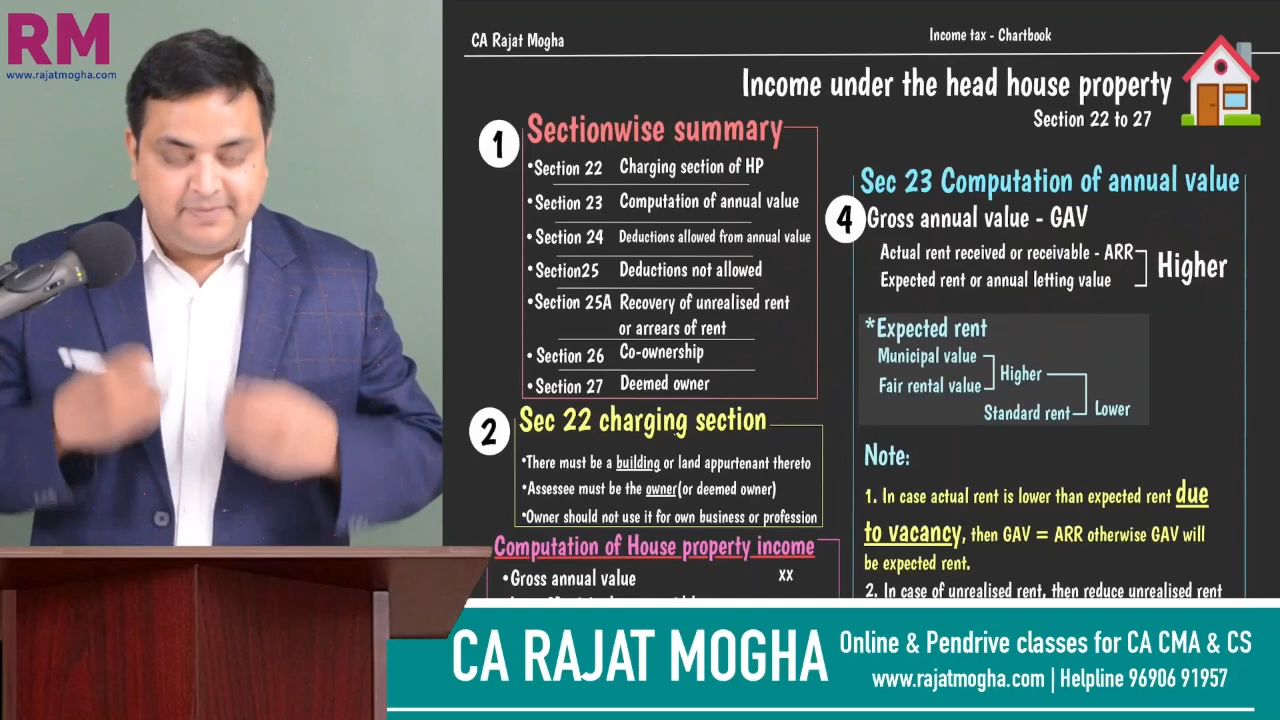 RM
www.rajatmogha.com
CA Rajat Mogha
Income tax - Chartbook
Income under the head house property
Section 22 to 27
1
Sectionwise summary
•Section 22 Charging section of HP
•Section 23 Computation of annual value
•Section 24 Deductions allowed from annual value
•Section25 Deductions not allowed
•Section 25A Recovery of unrealised rent
or arrears of rent
•Section 26 Co-ownership
•Section 27 Deemed owner
2
Sec 22 charging section
•There must be a building or land appurtenant thereto
•Assessee must be the owner(or deemed owner)
•Owner should not use it for own business or profession
Computation of House property income
•Gross annual value xx
Sec 23 Computation of annual value
4
Gross annual value - GAV
Actual rent received or receivable - ARR
Expected rent or annual letting value
Higher
*Expected rent
Municipal value
Fair rental value
Higher
Standard rent
Lower
Note:
1. In case actual rent is lower than expected rent due
to vacancy, then GAV = ARR otherwise GAV will
be expected rent.
2. In case of unrealised rent, then reduce unrealised rent
CA RAJAT MOGHA
Online & Pendrive classes for CA CMA & CS
www.rajatmogha.com | Helpline 96906 91957